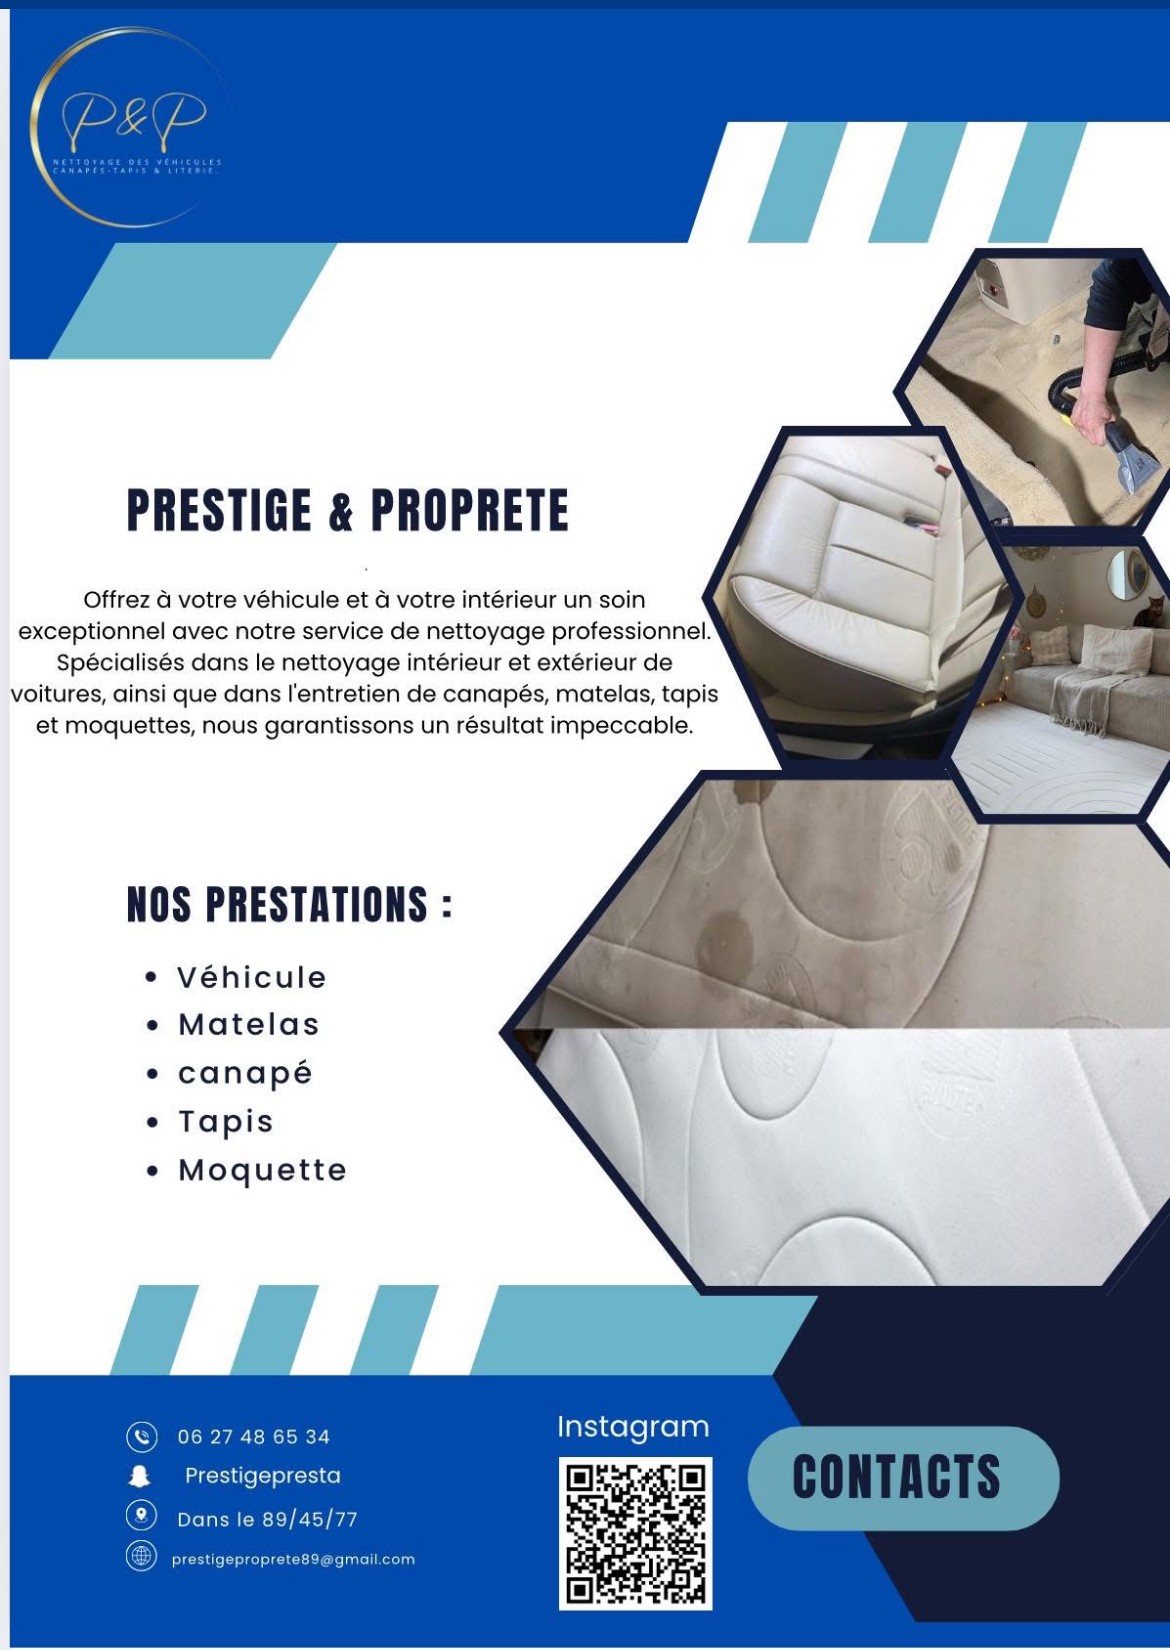 P&P
NETTOYAGE DES VÉHICULES
CANAPÉS-TAPIS & LITERIE.
PRESTIGE & PROPRETE
.
Offrez à votre véhicule et à votre intérieur un soin
exceptionnel avec notre service de nettoyage professionnel.
Spécialisés dans le nettoyage intérieur et extérieur de
voitures, ainsi que dans l'entretien de canapés, matelas, tapis
et moquettes, nous garantissons un résultat impeccable.
NOS PRESTATIONS :
• Véhicule
• Matelas
• canapé
• Tapis
• Moquette
06 27 48 65 34
Prestigepresta
Dans le 89/45/77
prestigeproprete89@gmail.com
Instagram
CONTACTS